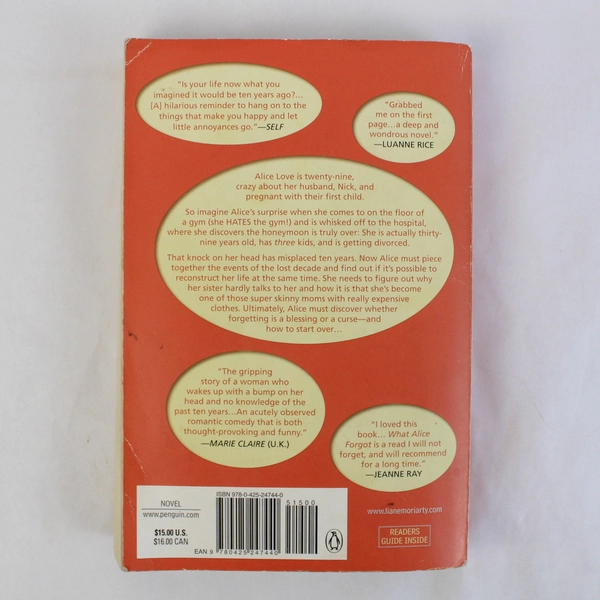 "Is your life now what you
imagined it would be ten years ago?...
[A] hilarious reminder to hang on to the
things that make you happy and let
little annoyances go."—SELF
"Grabbed
me on the first
page...a deep and
wondrous novel."
—LUANNE RICE
Alice Love is twenty-nine,
crazy about her husband, Nick, and
pregnant with their first child.
So imagine Alice's surprise when she comes to on the floor of
a gym (she HATES the gym!) and is whisked off to the hospital,
where she discovers the honeymoon is truly over: She is actually thirty-
nine years old, has three kids, and is getting divorced.
That knock on her head has misplaced ten years. Now Alice must piece
together the events of the lost decade and find out if it's possible to
reconstruct her life at the same time. She needs to figure out why
her sister hardly talks to her and how it is that she's become
one of those super skinny moms with really expensive
clothes. Ultimately, Alice must discover whether
forgetting is a blessing or a curse—and
how to start over...
"The gripping
story of a woman who
wakes up with a bump on her
head and no knowledge of the
past ten years...An acutely observed
romantic comedy that is both
thought-provoking and funny."
—MARIE CLAIRE (U.K.)
"I loved this
book... What Alice
Forgot is a read I will not
forget, and will recommend
for a long time."
—JEANNE RAY
NOVEL
www.penguin.com
$15.00 U.S.
$16.00 CAN
ISBN 978-0-425-24744-0
51500
EAN 9 780425 247440
www.lianemoriarty.com
READERS
GUIDE INSIDE